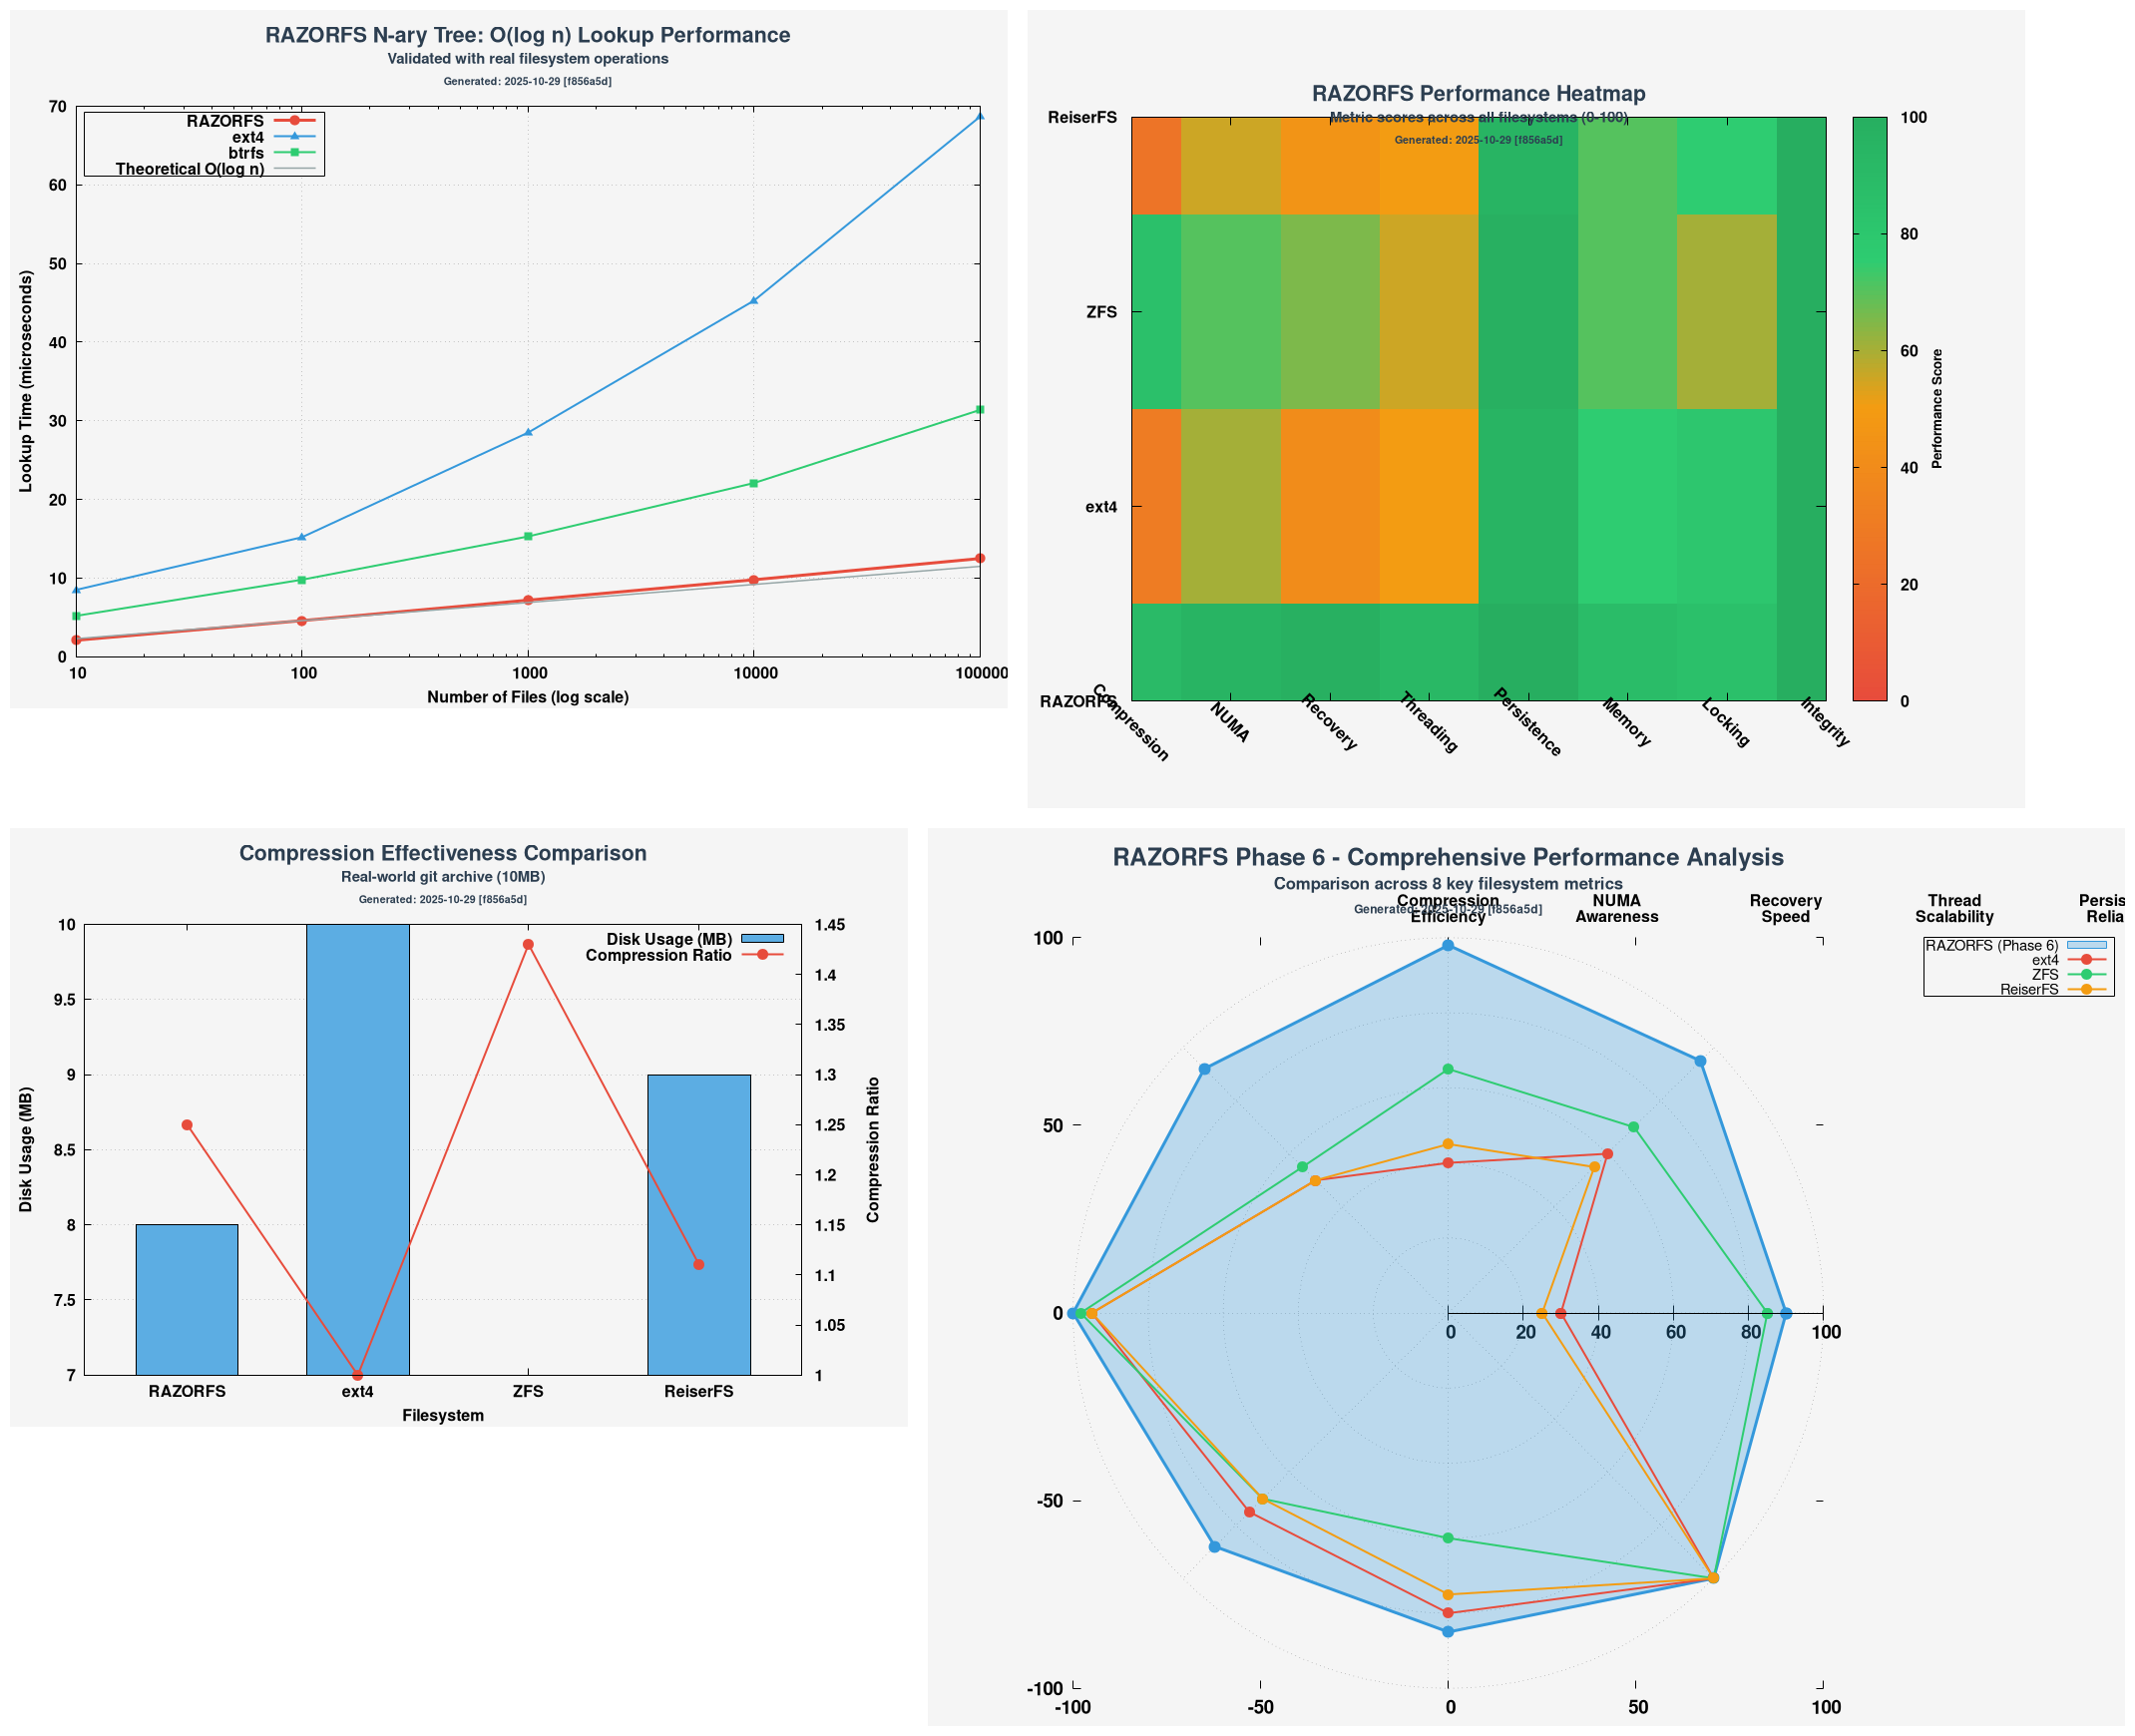 RAZORFS N-ary Tree: O(log n) Lookup Performance
Validated with real filesystem operations
Generated: 2025-10-29 [f856a5d]
RAZORFS
ext4
btrfs
Theoretical O(log n)
70
60
50
40
30
20
10
0
Lookup Time (microseconds)
10
100
1000
10000
100000
Number of Files (log scale)
RAZORFS Performance Heatmap
Metric scores across all filesystems (0-100)
Generated: 2025-10-29 [f856a5d]
ReiserFS
ZFS
ext4
RAZORFS
Compression
NUMA
Recovery
Threading
Persistence
Memory
Locking
Integrity
100
80
60
40
20
0
Performance Score
Compression Effectiveness Comparison
Real-world git archive (10MB)
Generated: 2025-10-29 [f856a5d]
Disk Usage (MB)
Compression Ratio
10
9.5
9
8.5
8
7.5
7
Disk Usage (MB)
1.45
1.4
1.35
1.3
1.25
1.2
1.15
1.1
1.05
1
Compression Ratio
RAZORFS
ext4
ZFS
ReiserFS
Filesystem
RAZORFS Phase 6 - Comprehensive Performance Analysis
Comparison across 8 key filesystem metrics
Generated: 2025-10-29 [f856a5d]
Compression
Efficiency
NUMA
Awareness
Recovery
Speed
Thread
Scalability
Persis
Relia
RAZORFS (Phase 6)
ext4
ZFS
ReiserFS
100
50
0
-50
-100
0
20
40
60
80
100
-100
-50
0
50
100